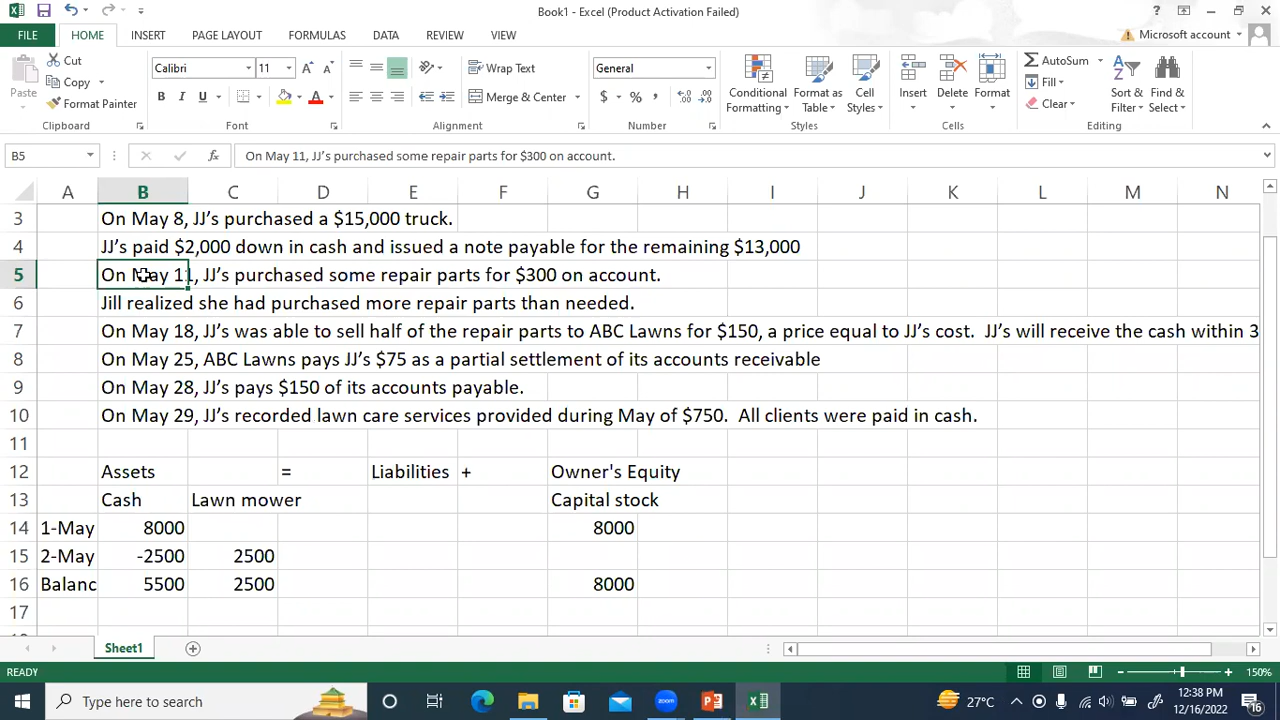 Book1 - Excel (Product Activation Failed)
FILE HOME INSERT PAGE LAYOUT FORMULAS DATA REVIEW VIEW Microsoft account
Paste Cut Copy Format Painter
Calibri 11 B I U A
Wrap Text Merge & Center
General $ % ,
Conditional Formatting Format as Table Cell Styles
Insert Delete Format
AutoSum Fill Clear Sort & Filter Find & Select
Clipboard Font Alignment Number Styles Cells Editing
B5 fx On May 11, JJ’s purchased some repair parts for $300 on account.
A B C D E F G H I J K L M N
3 On May 8, JJ’s purchased a $15,000 truck.
4 JJ’s paid $2,000 down in cash and issued a note payable for the remaining $13,000
5 On May 11, JJ’s purchased some repair parts for $300 on account.
6 Jill realized she had purchased more repair parts than needed.
7 On May 18, JJ’s was able to sell half of the repair parts to ABC Lawns for $150, a price equal to JJ’s cost. JJ’s will receive the cash within 3
8 On May 25, ABC Lawns pays JJ’s $75 as a partial settlement of its accounts receivable
9 On May 28, JJ’s pays $150 of its accounts payable.
10 On May 29, JJ’s recorded lawn care services provided during May of $750. All clients were paid in cash.
11
12 Assets = Liabilities + Owner's Equity
13 Cash Lawn mower Capital stock
14 1-May 8000 8000
15 2-May -2500 2500
16 Balanc 5500 2500 8000
17
Sheet1
READY 150%
Type here to search 27°C 12:38 PM
12/16/2022 16